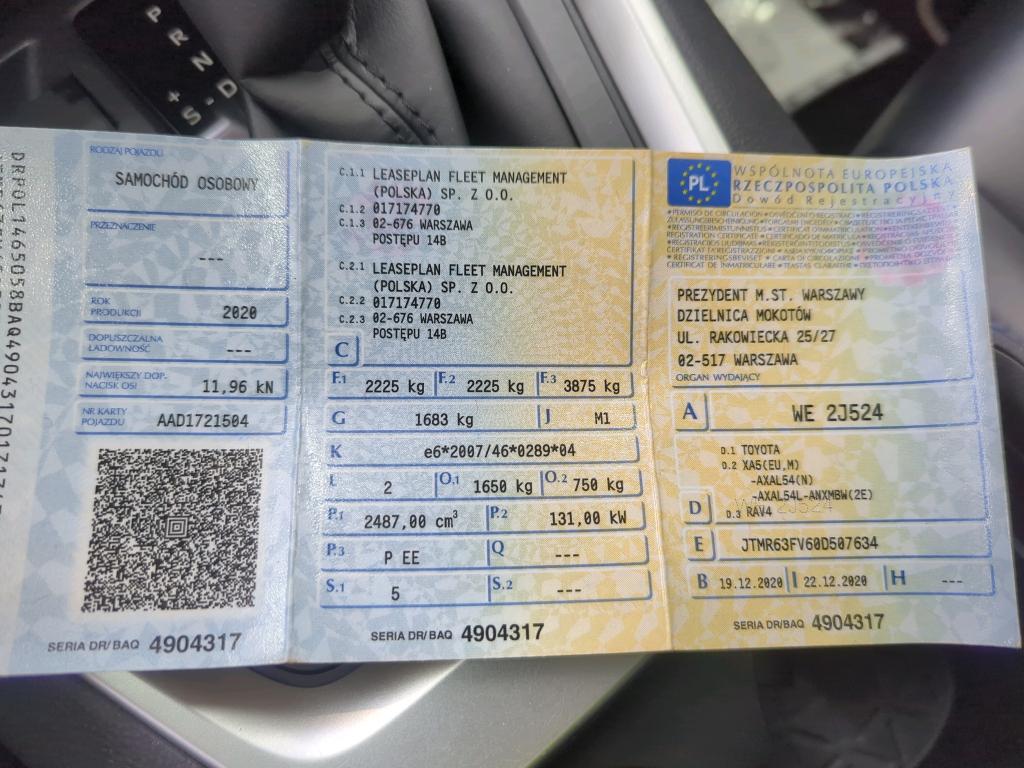 P
R
N
D
+
S
-
RODZAJ POJAZDU
SAMOCHÓD OSOBOWY
PRZEZNACZENIE
---
ROK PRODUKCJI
2020
DOPUSZCZALNA ŁADOWNOŚĆ
---
NAJWIĘKSZY DOP. NACISK OSI
11,96 kN
NR KARTY POJAZDU
AAD1721504
SERIA DR/BAQ 4904317
C.1.1 LEASEPLAN FLEET MANAGEMENT
(POLSKA) SP. Z O.O.
C.1.2 017174770
C.1.3 02-676 WARSZAWA
POSTĘPU 14B
C.2.1 LEASEPLAN FLEET MANAGEMENT
(POLSKA) SP. Z O.O.
C.2.2 017174770
C.2.3 02-676 WARSZAWA
POSTĘPU 14B
C
F.1 2225 kg F.2 2225 kg F.3 3875 kg
G 1683 kg J M1
K e6*2007/46*0289*04
L 2 O.1 1650 kg O.2 750 kg
P.1 2487,00 cm³ P.2 131,00 kW
P.3 P EE Q ---
S.1 5 S.2 ---
SERIA DR/BAQ 4904317
PL
WSPÓLNOTA EUROPEJSKA
RZECZPOSPOLITA POLSKA
Dowód Rejestracyjny
PREZYDENT M.ST. WARSZAWY
DZIELNICA MOKOTÓW
UL. RAKOWIECKA 25/27
02-517 WARSZAWA
ORGAN WYDAJĄCY
A WE 2J524
D.1 TOYOTA
D.2 XA5(EU,M)
-AXAL54(N)
-AXAL54L-ANXMBW(2E)
D D.3 RAV4
E JTMR63FV60D507634
B 19.12.2020 I 22.12.2020 H ---
SERIA DR/BAQ 4904317